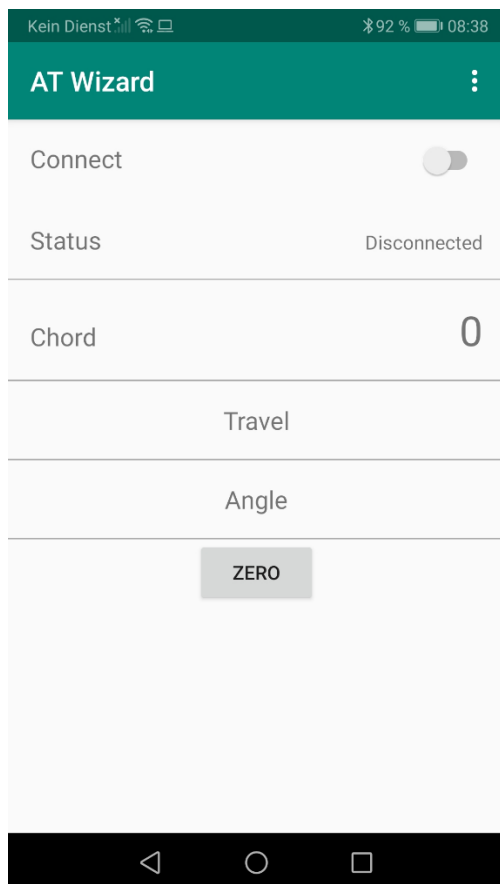 Kein Dienst 92 % 08:38
AT Wizard
Connect
Status Disconnected
Chord 0
Travel
Angle
ZERO